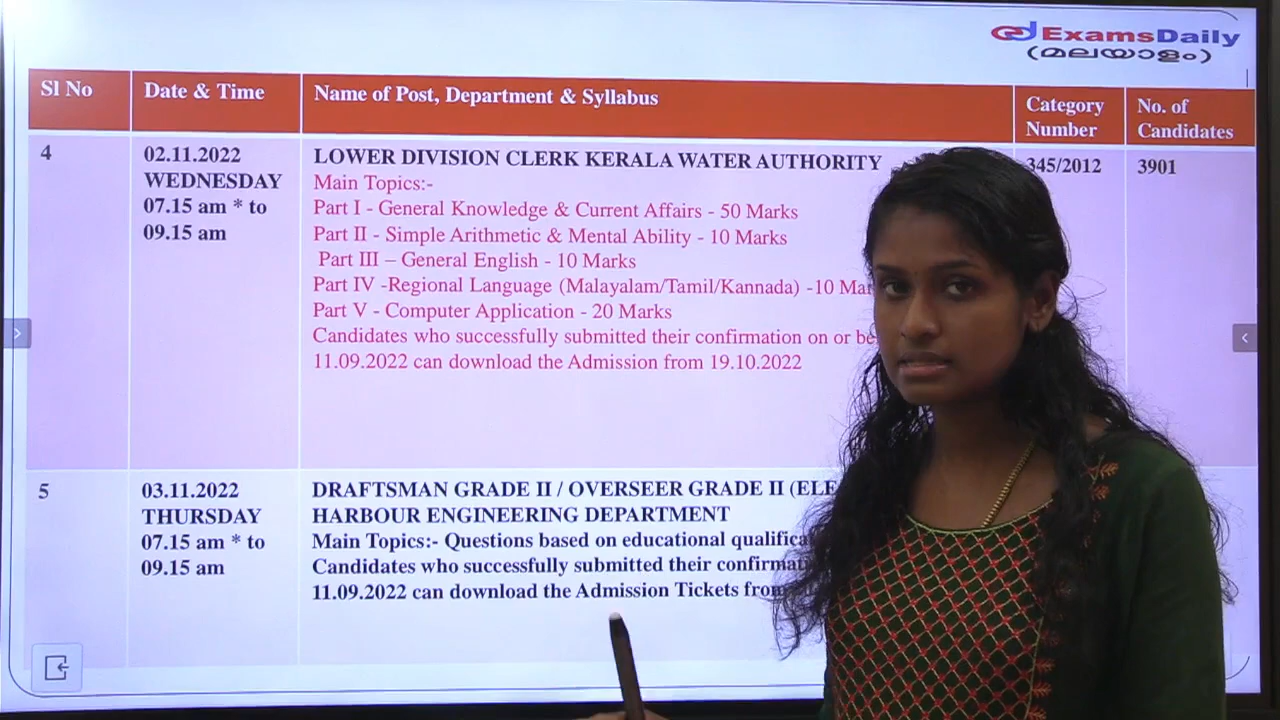 ExamsDaily
(മലയാളം)
Sl No
Date & Time
Name of Post, Department & Syllabus
Category
Number
No. of
Candidates
4
02.11.2022
WEDNESDAY
07.15 am * to
09.15 am
LOWER DIVISION CLERK KERALA WATER AUTHORITY
Main Topics:-
Part I - General Knowledge & Current Affairs - 50 Marks
Part II - Simple Arithmetic & Mental Ability - 10 Marks
Part III – General English - 10 Marks
Part IV -Regional Language (Malayalam/Tamil/Kannada) -10 Mar
Part V - Computer Application - 20 Marks
Candidates who successfully submitted their confirmation on or be
11.09.2022 can download the Admission from 19.10.2022
345/2012
3901
5
03.11.2022
THURSDAY
07.15 am * to
09.15 am
DRAFTSMAN GRADE II / OVERSEER GRADE II (ELE
HARBOUR ENGINEERING DEPARTMENT
Main Topics:- Questions based on educational qualifica
Candidates who successfully submitted their confirmati
11.09.2022 can download the Admission Tickets from